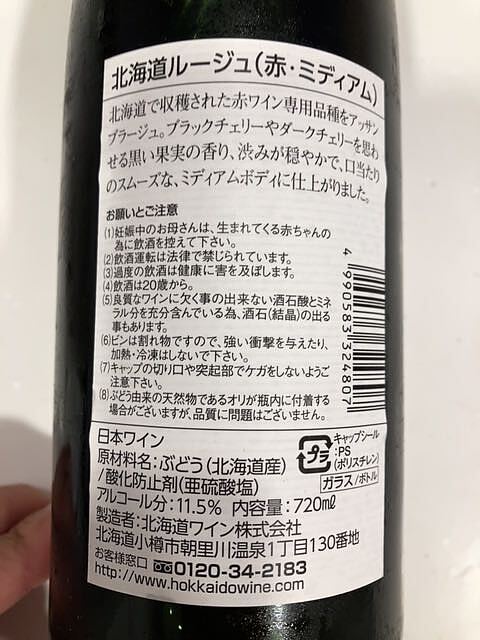 北海道ルージュ(赤・ミディアム)
北海道で収穫された赤ワイン専用品種をアッサン
ブラージュ。ブラックチェリーやダークチェリーを思わ
せる黒い果実の香り、渋みが穏やかで、口当たり
のスムーズな、ミディアムボディに仕上がりました。
お願いとご注意
(1)妊娠中のお母さんは、生まれてくる赤ちゃんの
為に飲酒を控えて下さい。
(2)飲酒運転は法律で禁じられています。
(3)過度の飲酒は健康に害を及ぼします。
(4)飲酒は20歳から。
(5)良質なワインに欠く事の出来ない酒石酸とミネ
ラル分を充分含んでいる為、酒石(結晶)の出る
事もあります。
(6)ビンは割れ物ですので、強い衝撃を与えたり、
加熱・冷凍はしないで下さい。
(7)キャップの切り口や突起部でケガをしないようご
注意下さい。
(8)ぶどう由来の天然物であるオリが瓶内に付着する
場合がございますが、品質に問題はございません。
4 990583 324807
日本ワイン
原材料名:ぶどう(北海道産)
/酸化防止剤(亜硫酸塩)
アルコール分:11.5% 内容量:720ml
製造者:北海道ワイン株式会社
北海道小樽市朝里川温泉1丁目130番地
お客様窓口 0120-34-2183
http://www.hokkaidowine.com
プラ
キャップシール
:PS
(ポリスチレン)
ガラス/ボトル